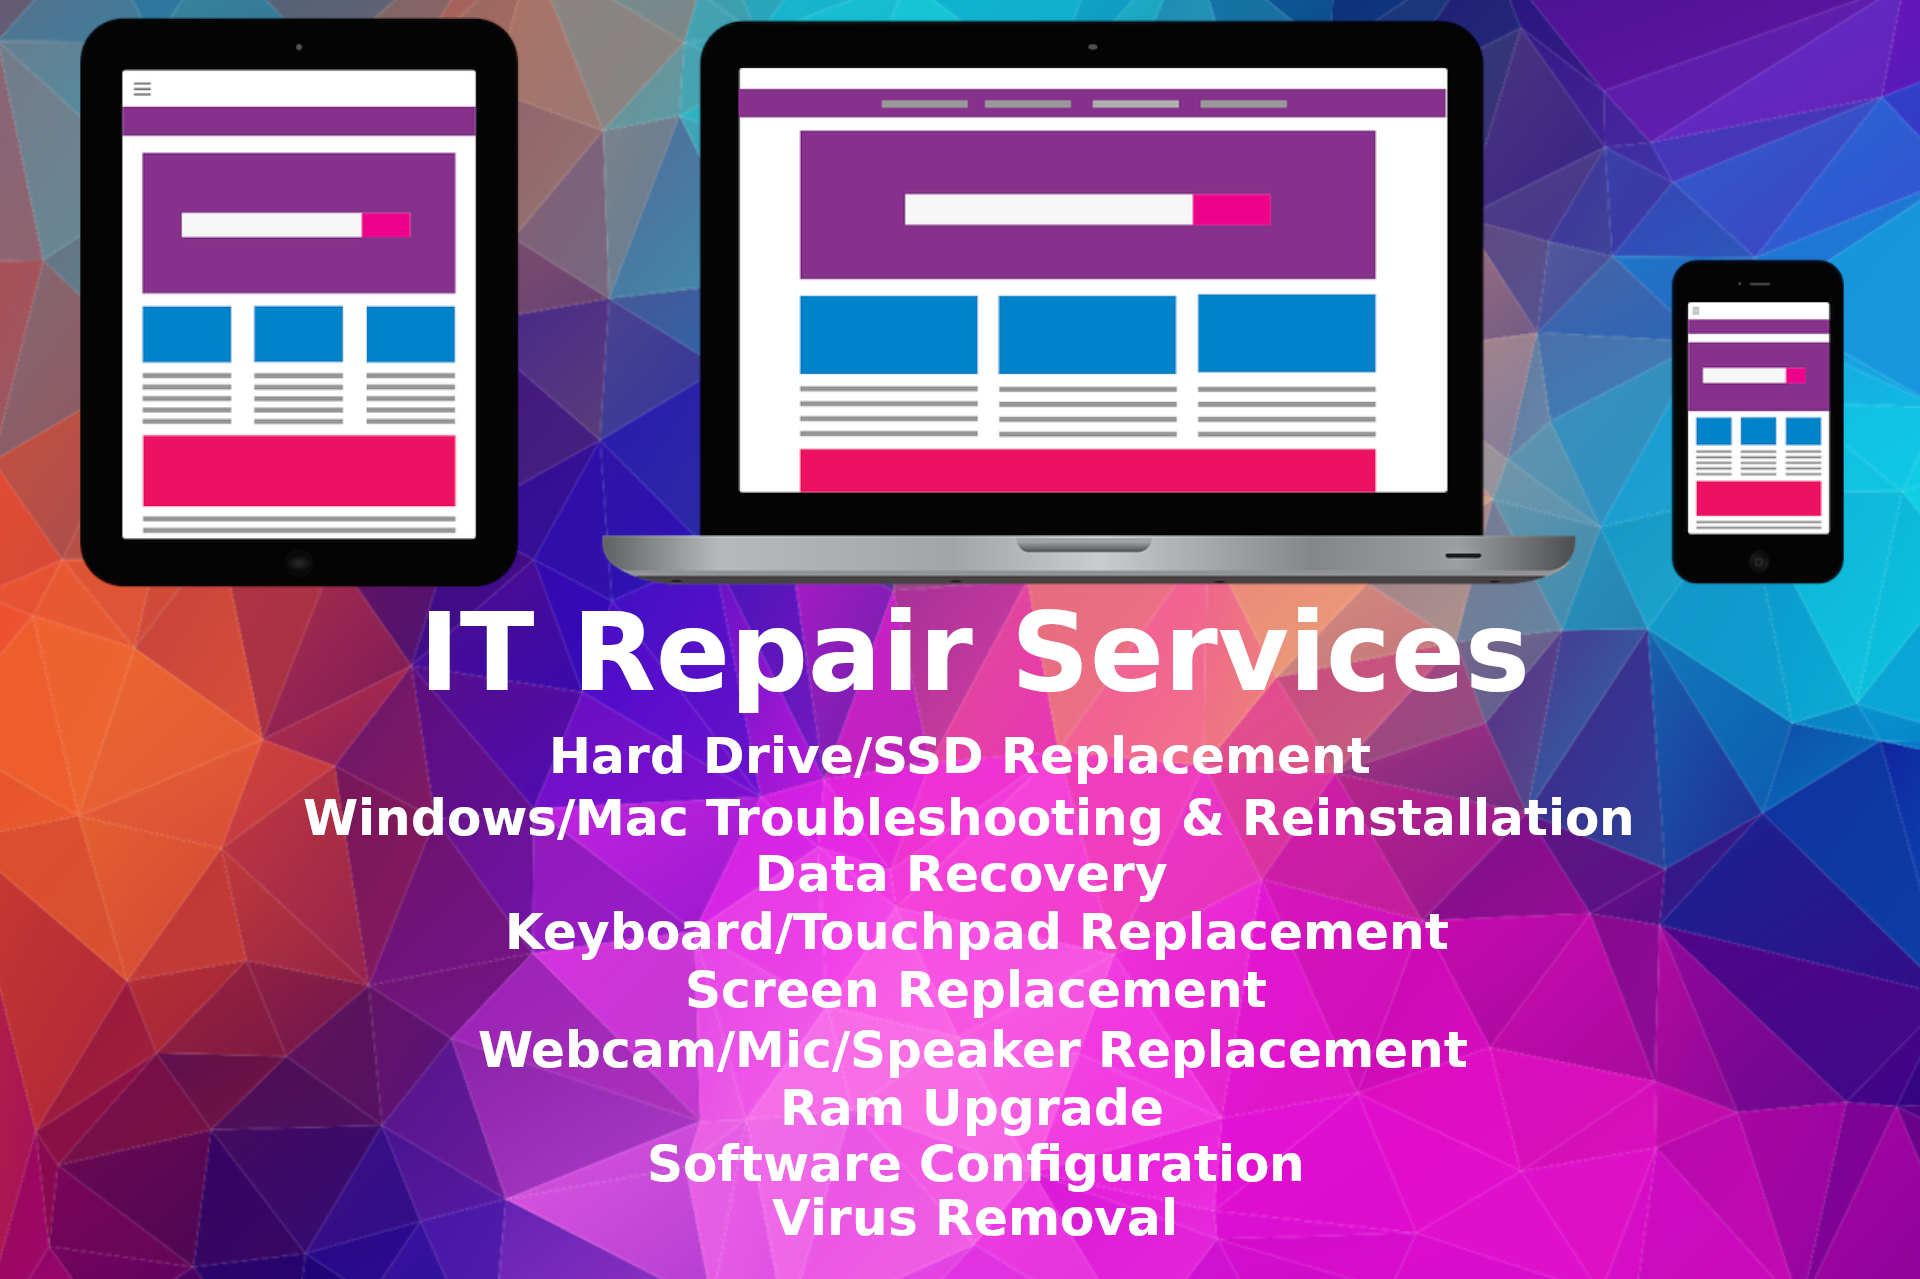 IT Repair Services
Hard Drive/SSD Replacement
Windows/Mac Troubleshooting & Reinstallation
Data Recovery
Keyboard/Touchpad Replacement
Screen Replacement
Webcam/Mic/Speaker Replacement
Ram Upgrade
Software Configuration
Virus Removal